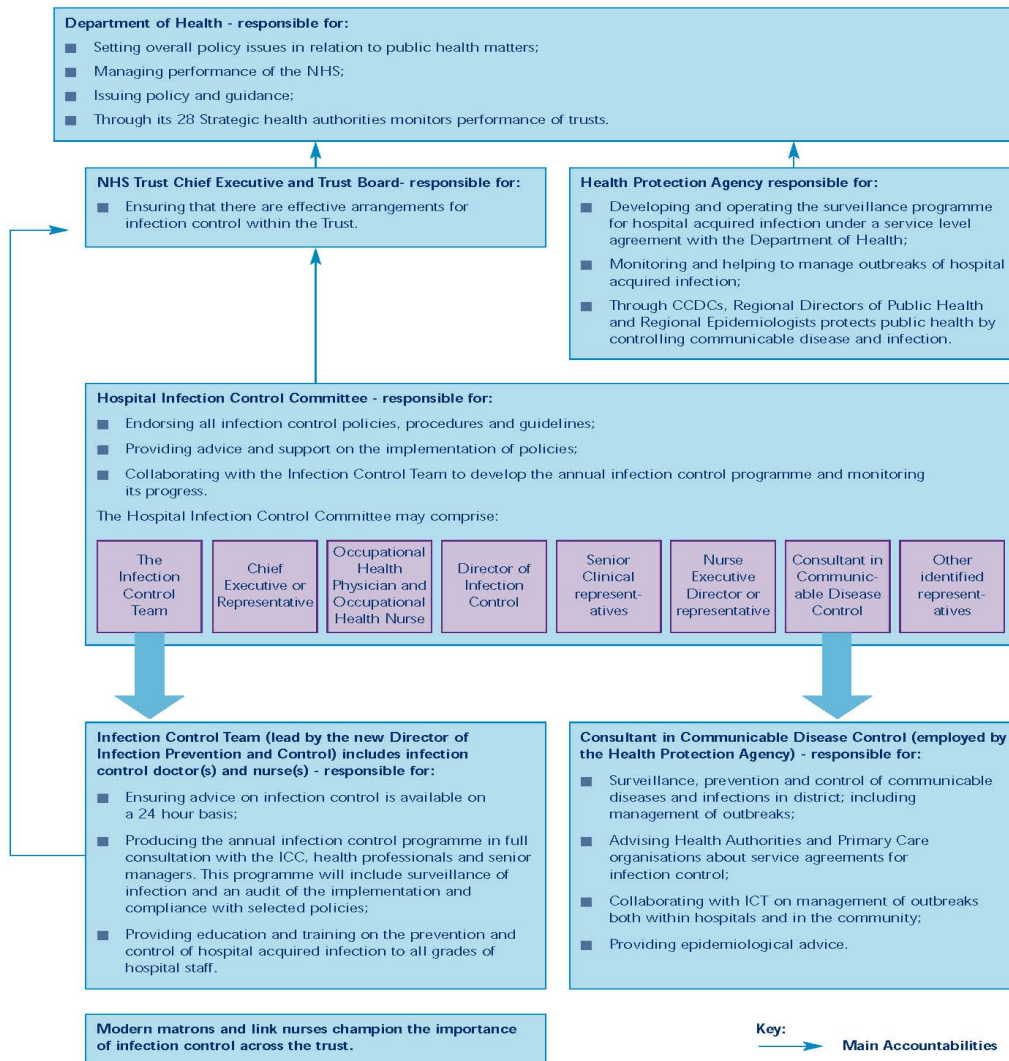 Department of Health - responsible for:
Setting overall policy issues in relation to public health matters;
Managing performance of the NHS;
Issuing policy and guidance;
Through its 28 Strategic health authorities monitors performance of trusts.
NHS Trust Chief Executive and Trust Board- responsible for:
Ensuring that there are effective arrangements for
infection control within the Trust.
Health Protection Agency responsible for:
Developing and operating the surveillance programme
for hospital acquired infection under a service level
agreement with the Department of Health;
Monitoring and helping to manage outbreaks of hospital
acquired infection;
Through CCDCs, Regional Directors of Public Health
and Regional Epidemiologists protects public health by
controlling communicable disease and infection.
Hospital Infection Control Committee - responsible for:
Endorsing all infection control policies, procedures and guidelines;
Providing advice and support on the implementation of policies;
Collaborating with the Infection Control Team to develop the annual infection control programme and monitoring
its progress.
The Hospital Infection Control Committee may comprise:
The
Infection
Control
Team
Chief
Executive or
Representative
Occupational
Health
Physician and
Occupational
Health Nurse
Director of
Infection
Control
Senior
Clinical
represent-
atives
Nurse
Executive
Director or
representative
Consultant in
Communic-
able Disease
Control
Other
identified
represent-
atives
Infection Control Team (lead by the new Director of
Infection Prevention and Control) includes infection
control doctor(s) and nurse(s) - responsible for:
Ensuring advice on infection control is available on
a 24 hour basis;
Producing the annual infection control programme in full
consultation with the ICC, health professionals and senior
managers. This programme will include surveillance of
infection and an audit of the implementation and
compliance with selected policies;
Providing education and training on the prevention and
control of hospital acquired infection to all grades of
hospital staff.
Consultant in Communicable Disease Control (employed by
the Health Protection Agency) - responsible for:
Surveillance, prevention and control of communicable
diseases and infections in district; including
management of outbreaks;
Advising Health Authorities and Primary Care
organisations about service agreements for
infection control;
Collaborating with ICT on management of outbreaks
both within hospitals and in the community;
Providing epidemiological advice.
Modern matrons and link nurses champion the importance
of infection control across the trust.
Key:
Main Accountabilities